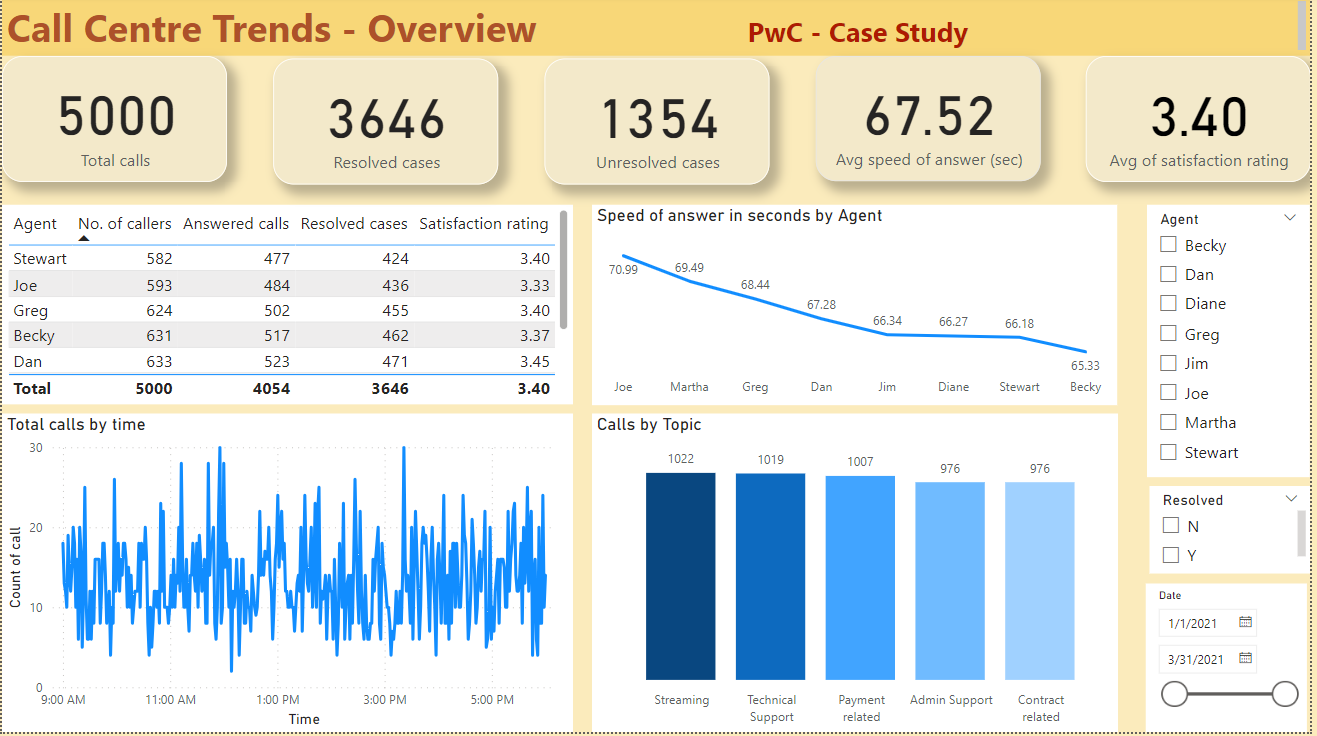 Call Centre Trends - Overview
PwC - Case Study
5000
Total calls
3646
Resolved cases
1354
Unresolved cases
67.52
Avg speed of answer (sec)
3.40
Avg of satisfaction rating
Agent No. of callers Answered calls Resolved cases Satisfaction rating
Stewart 582 477 424 3.40
Joe 593 484 436 3.33
Greg 624 502 455 3.40
Becky 631 517 462 3.37
Dan 633 523 471 3.45
Total 5000 4054 3646 3.40
Speed of answer in seconds by Agent
70.99 69.49 68.44 67.28 66.34 66.27 66.18 65.33
Joe Martha Greg Dan Jim Diane Stewart Becky
Agent
Becky
Dan
Diane
Greg
Jim
Joe
Martha
Stewart
Total calls by time
30
20
10
0
Count of call
9:00 AM 11:00 AM 1:00 PM 3:00 PM 5:00 PM
Time
Calls by Topic
1022 1019 1007 976 976
Streaming
Technical
Support
Payment
related
Admin Support
Contract
related
Resolved
N
Y
Date
1/1/2021
3/31/2021